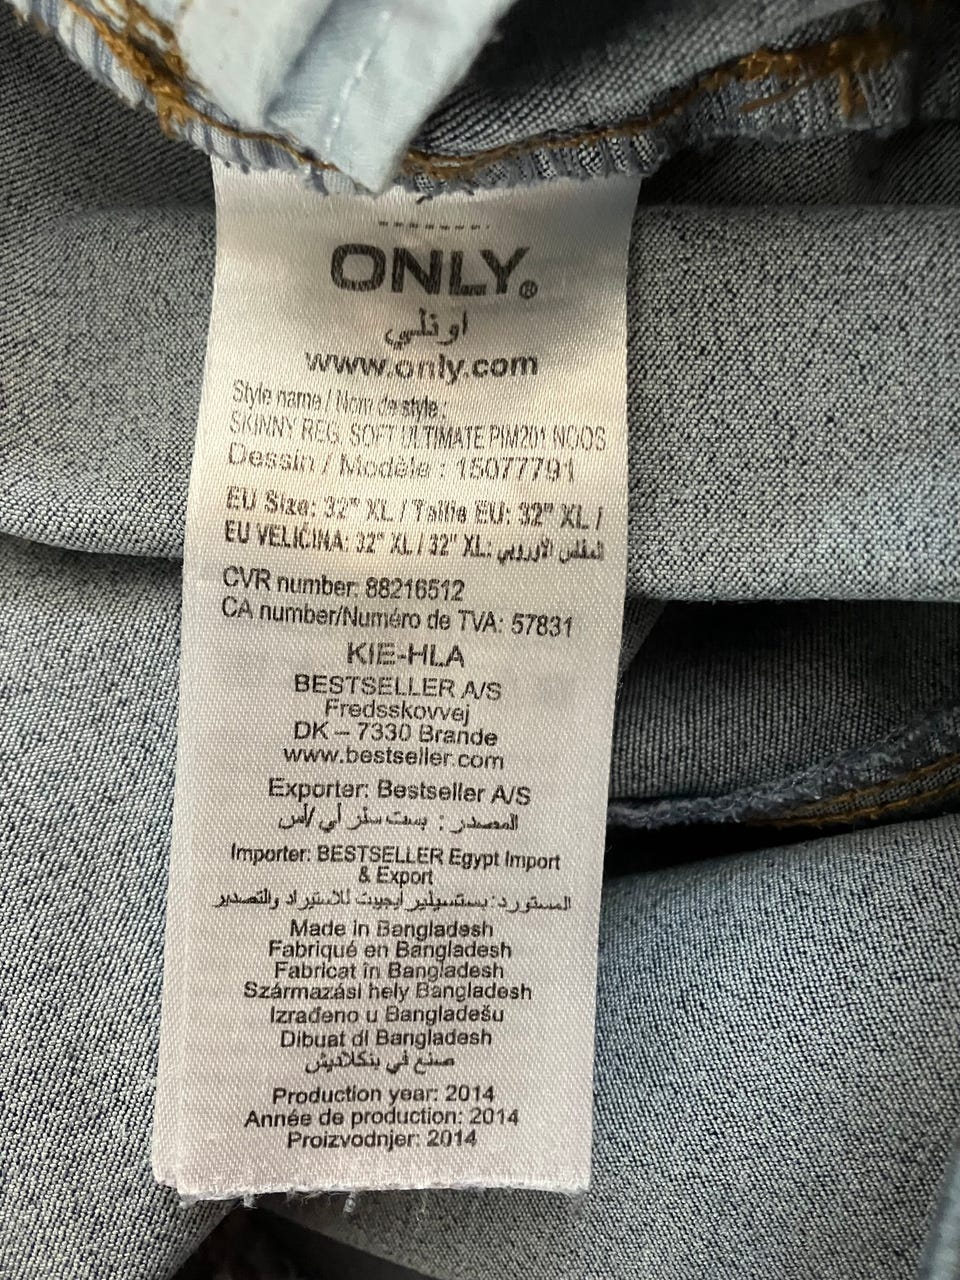 ONLY®
اونلي
www.only.com
Style name / Nom de style :
SKINNY REG. SOFT ULTIMATE PIM201 NOOS
Dessin / Modèle : 15077791
EU Size: 32" XL / Taille EU: 32" XL /
EU VELIČINA: 32" XL / 32" XL: المقاس الأوروبي
CVR number: 88216512
CA number/Numéro de TVA: 57831
KIE-HLA
BESTSELLER A/S
Fredsskovvej
DK – 7330 Brande
www.bestseller.com
Exporter: Bestseller A/S
المصدر : بست سلر أي/أس
Importer: BESTSELLER Egypt Import
& Export
المستورد: بستسيلير ايجيبت للاستيراد والتصدير
Made in Bangladesh
Fabriqué en Bangladesh
Fabricat in Bangladesh
Származási hely Bangladesh
Izrađeno u Bangladešu
Dibuat di Bangladesh
صنع في بنكلاديش
Production year: 2014
Année de production: 2014
Proizvodnjer: 2014